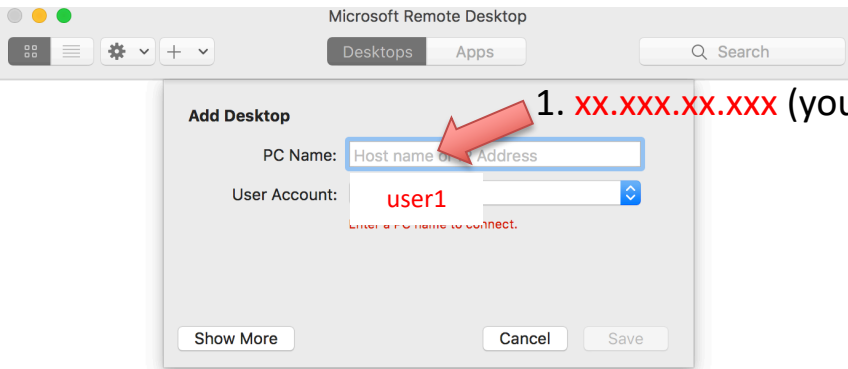 Microsoft Remote Desktop
Desktops Apps Search
1. xx.xxx.xx.xxx (you
Add Desktop
PC Name: Host name or IP Address
User Account: user1
Enter a PC name to connect.
Show More Cancel Save